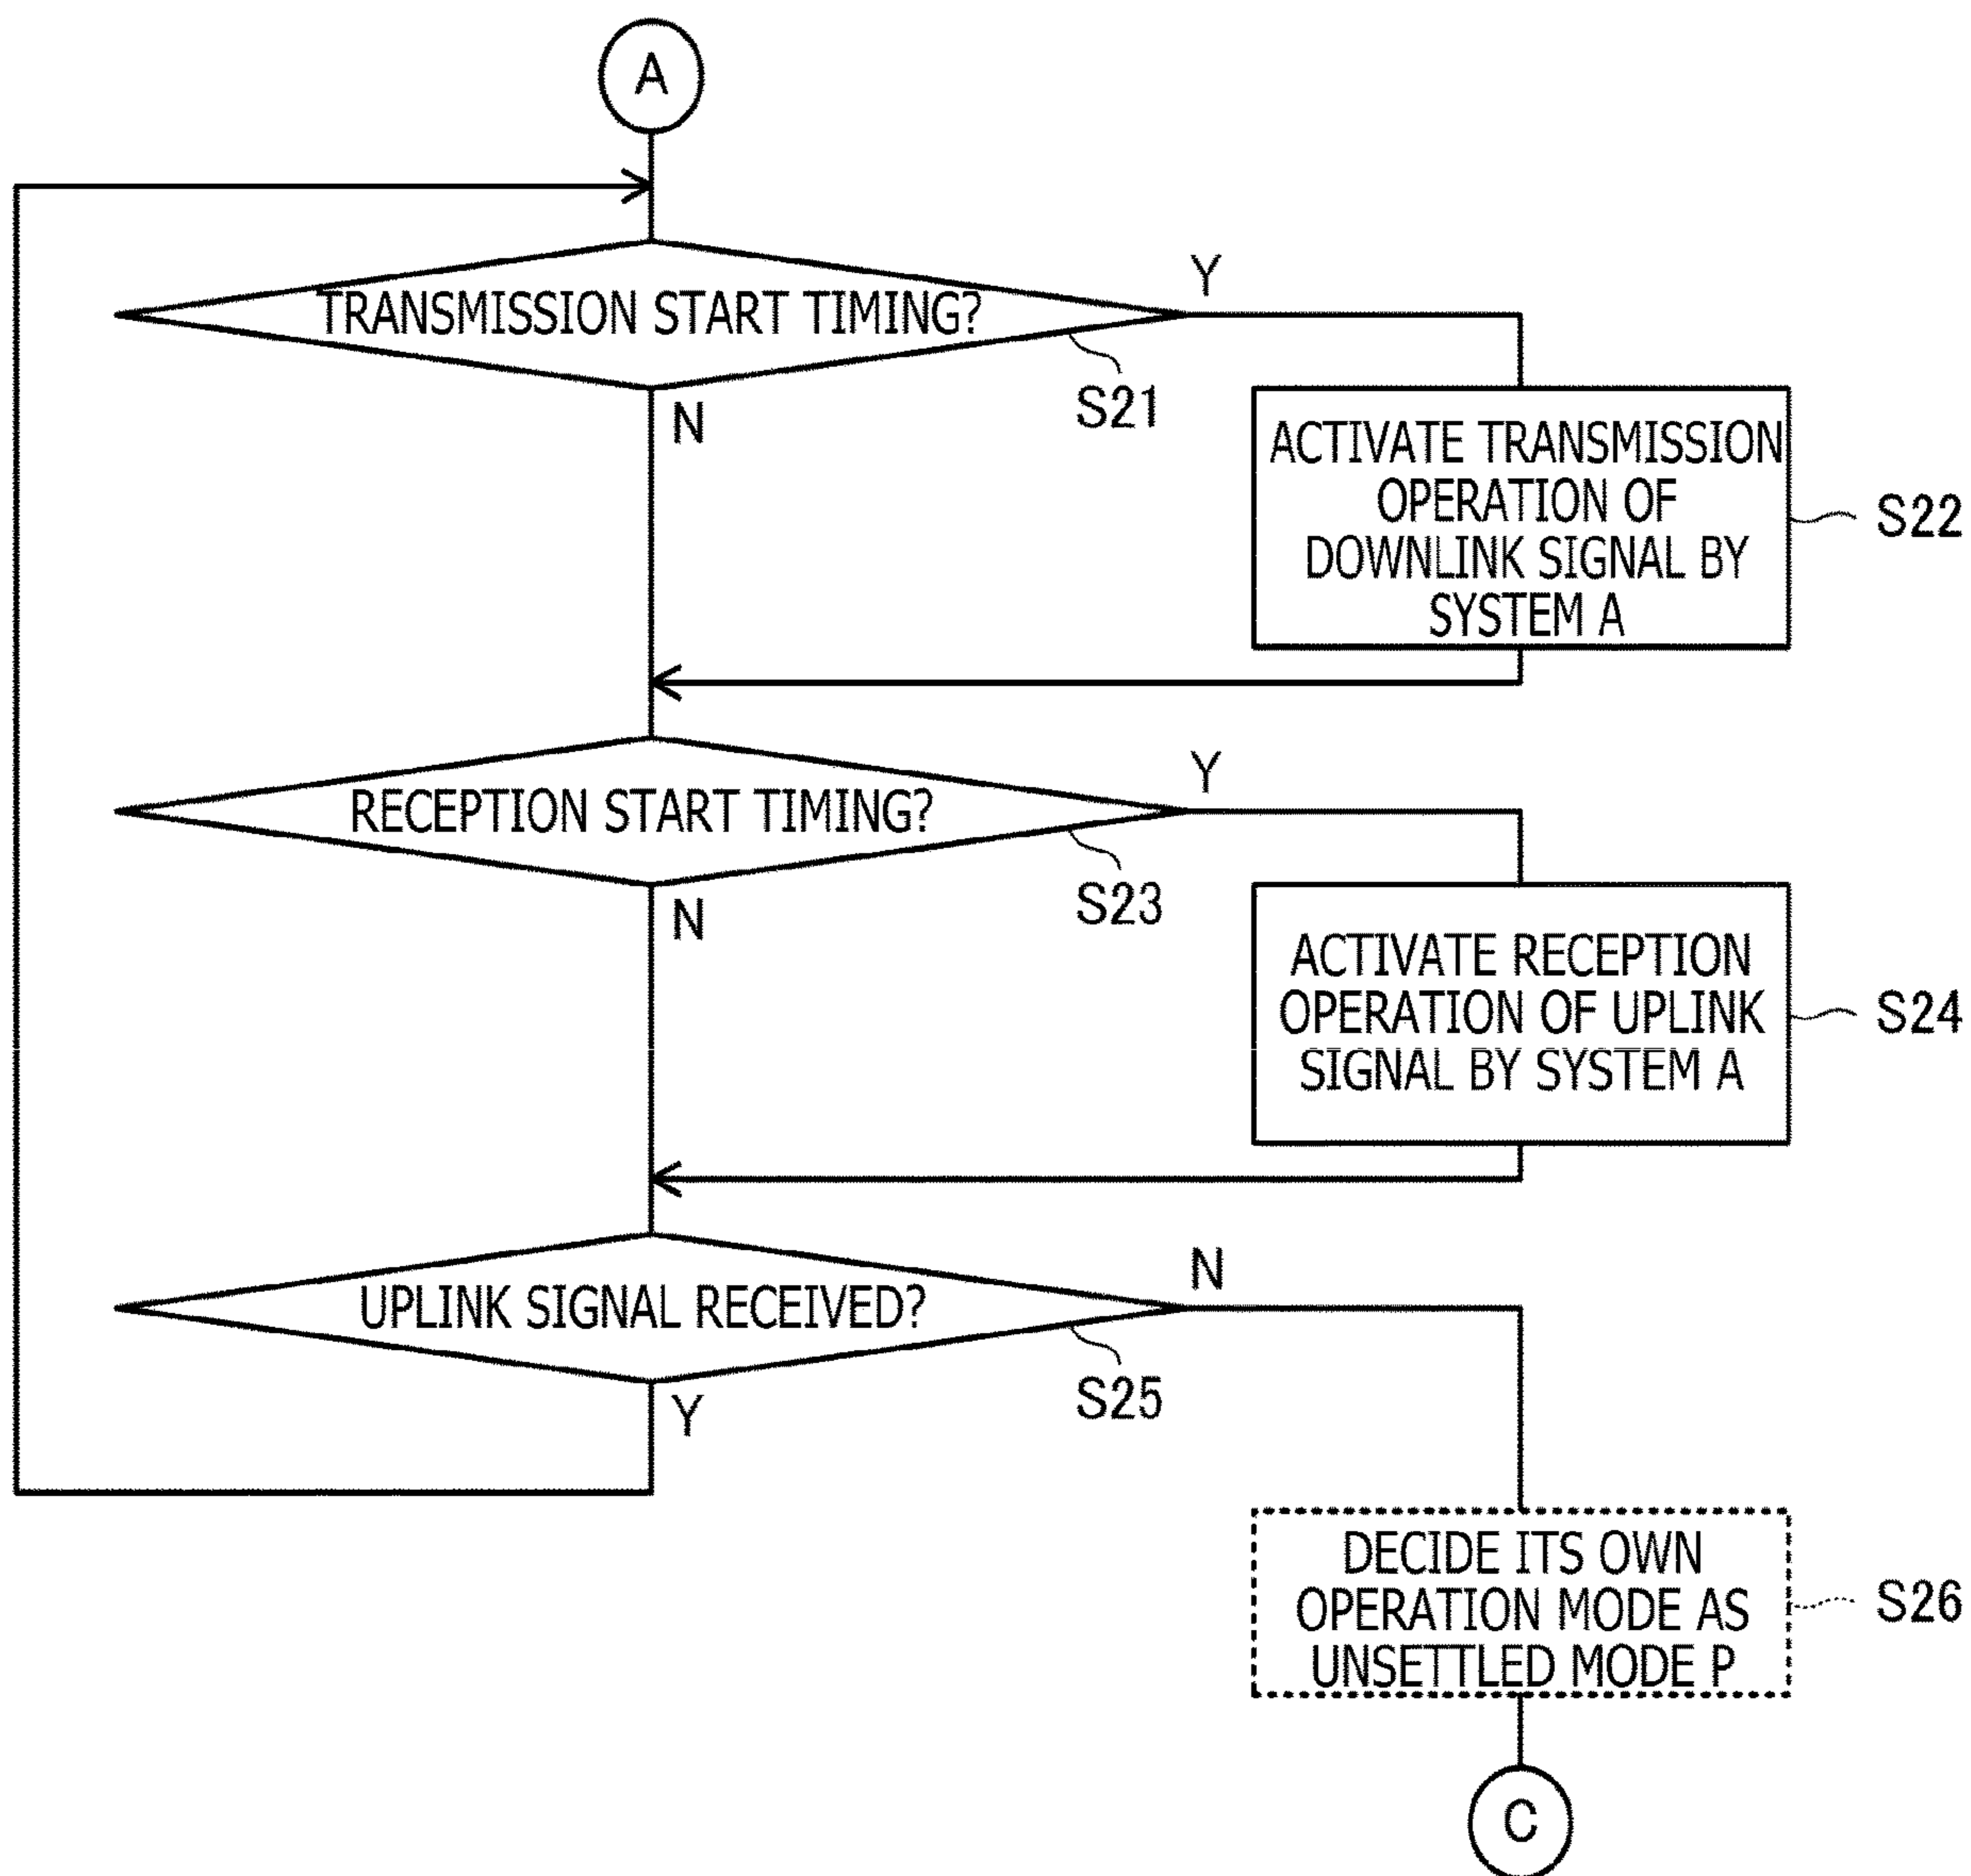 A
TRANSMISSION START TIMING?
Y
S21
N
ACTIVATE TRANSMISSION
OPERATION OF
DOWNLINK SIGNAL BY
SYSTEM A
S22
RECEPTION START TIMING?
Y
S23
N
ACTIVATE RECEPTION
OPERATION OF UPLINK
SIGNAL BY SYSTEM A
S24
UPLINK SIGNAL RECEIVED?
N
S25
Y
DECIDE ITS OWN
OPERATION MODE AS
UNSETTLED MODE P
S26
C